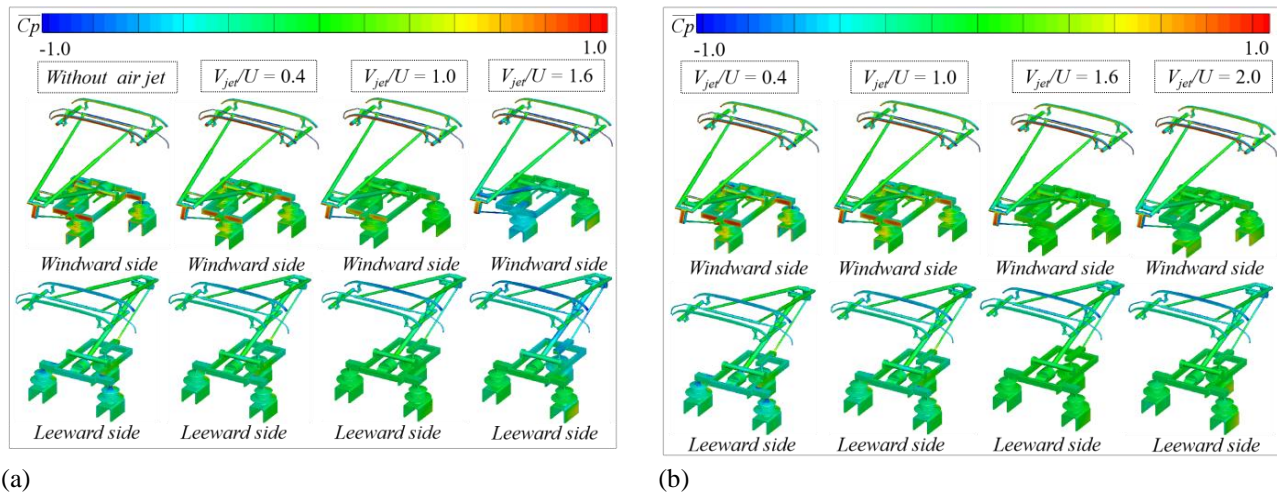 Cp
-1.0 1.0
Without air jet Vjet/U = 0.4 Vjet/U = 1.0 Vjet/U = 1.6
Windward side Windward side Windward side Windward side
Leeward side Leeward side Leeward side Leeward side
(a)
Cp
-1.0 1.0
Vjet/U = 0.4 Vjet/U = 1.0 Vjet/U = 1.6 Vjet/U = 2.0
Windward side Windward side Windward side Windward side
Leeward side Leeward side Leeward side Leeward side
(b)